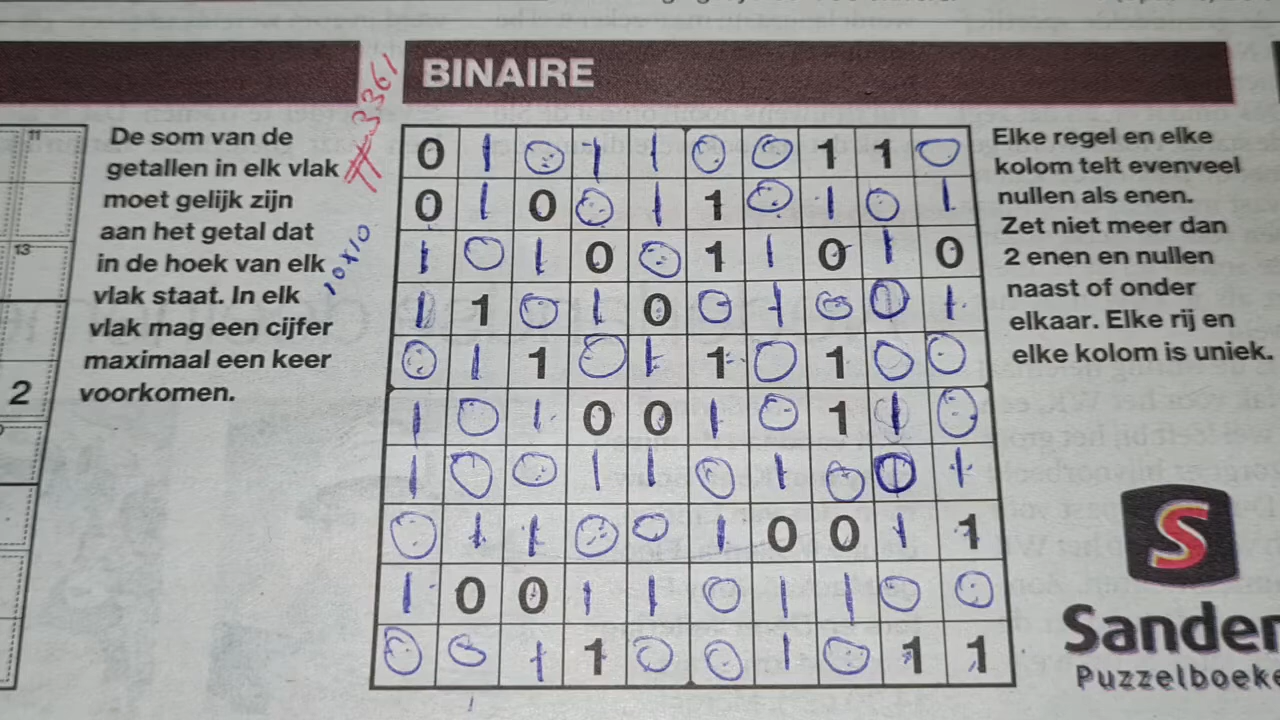 BINAIRE
#3361
10x10
11
13
2
De som van de
getallen in elk vlak
moet gelijk zijn
aan het getal dat
in de hoek van elk
vlak staat. In elk
vlak mag een cijfer
maximaal een keer
voorkomen.
0 1 0 1 1 0 0 1 1 0
0 1 0 0 1 1 0 1 0 1
1 0 1 0 0 1 1 0 1 0
1 1 0 1 0 0 1 0 0 1
0 1 1 0 1 1 0 1 0 0
1 0 1 0 0 1 0 1 1 0
1 0 0 1 1 0 1 0 0 1
0 1 1 0 0 1 0 0 1 1
1 0 0 1 1 0 1 1 0 0
0 0 1 1 0 0 1 0 1 1
Elke regel en elke
kolom telt evenveel
nullen als enen.
Zet niet meer dan
2 enen en nullen
naast of onder
elkaar. Elke rij en
elke kolom is uniek.
S
Sander
Puzzelboeke